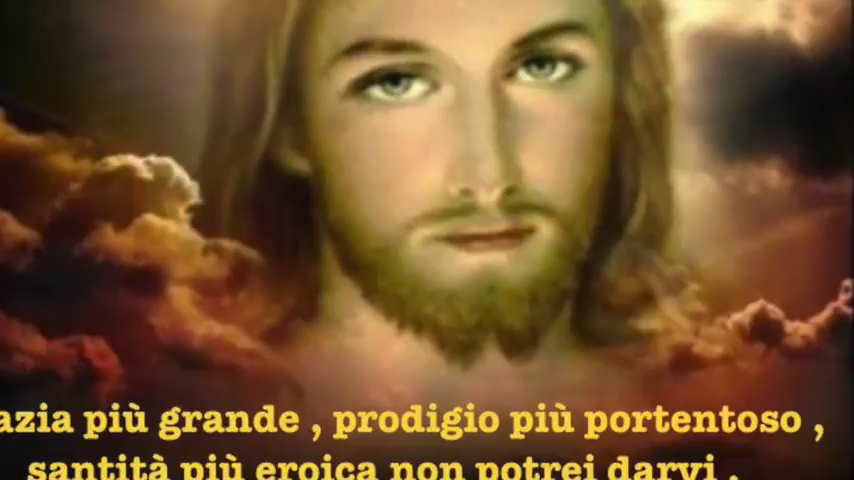 azia più grande , prodigio più portentoso ,
santità più eroica non potrei darvi .